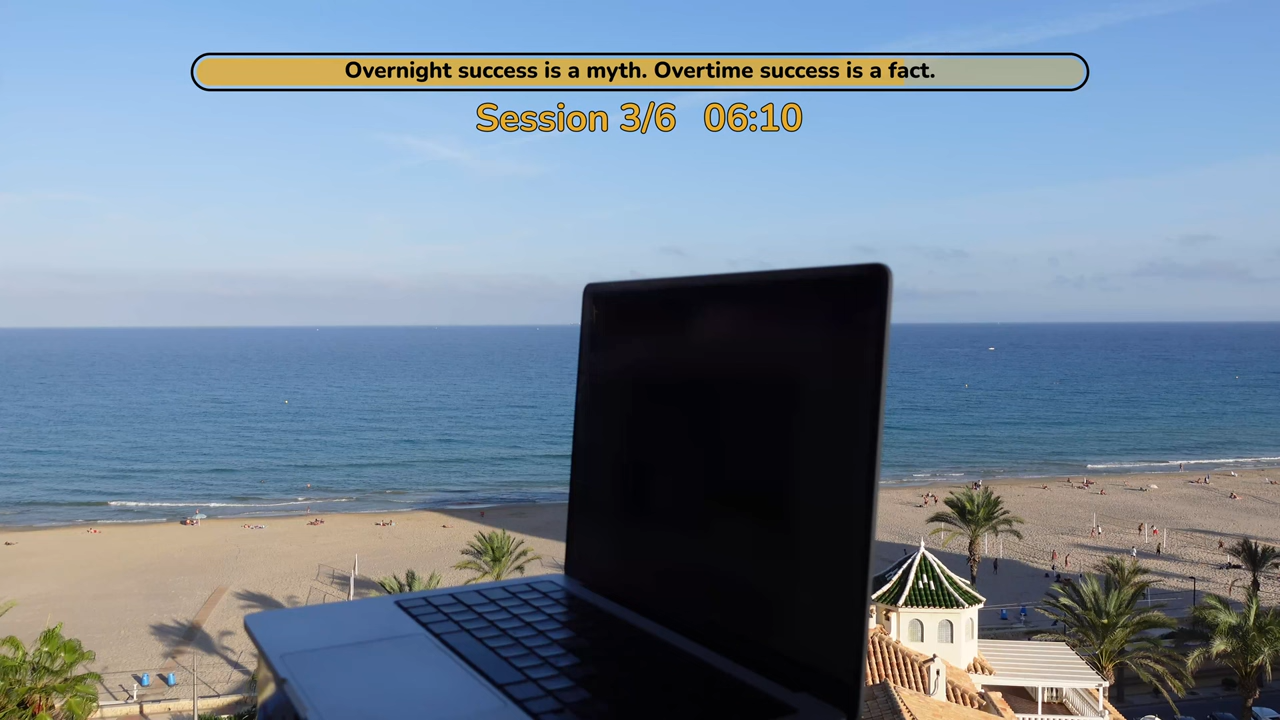 Overnight success is a myth. Overtime success is a fact.
Session 3/6 06:10